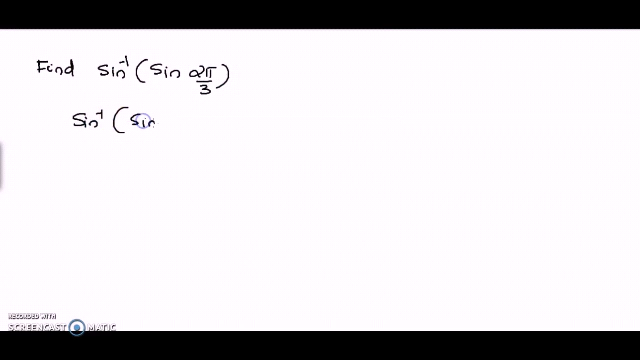 Find sin⁻¹ (sin 2π/3)
sin⁻¹ (sin
RECORDED WITH
SCREENCAST MATIC